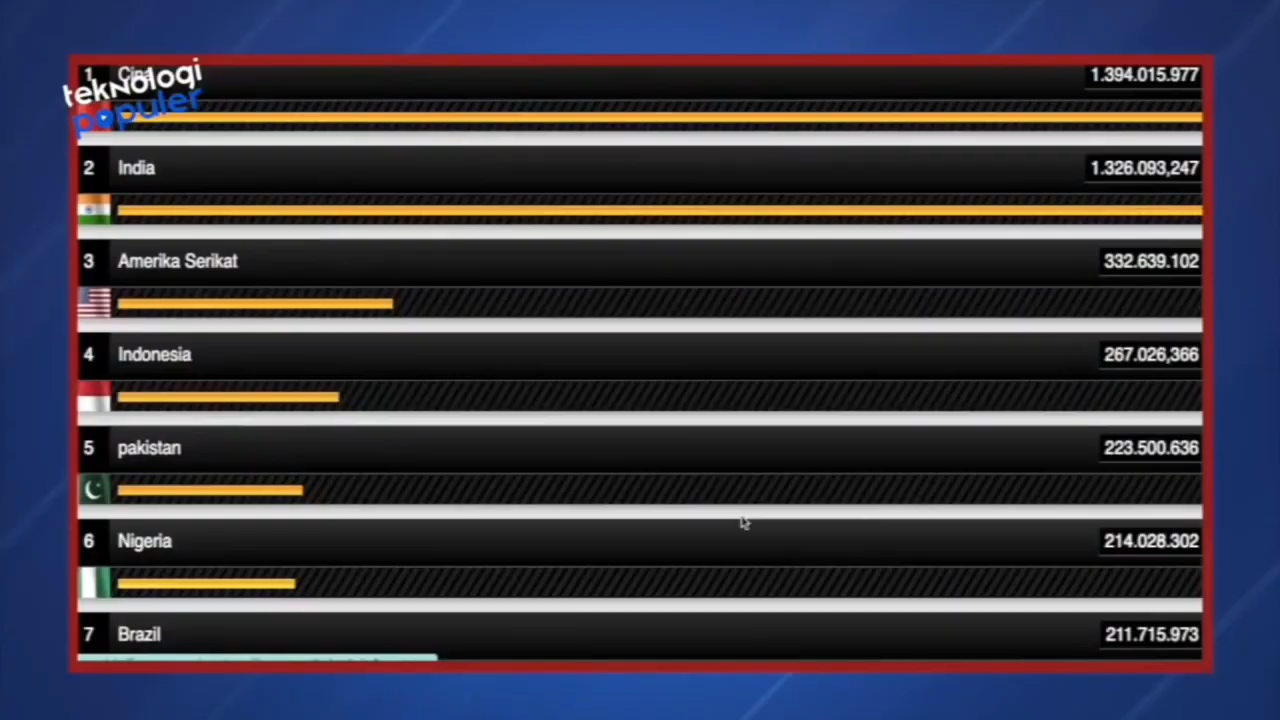 teknologi
populer
1 1.394.015.977
2 India 1.326.093,247
3 Amerika Serikat 332.639.102
4 Indonesia 267.026,366
5 pakistan 223.500.636
6 Nigeria 214.028.302
7 Brazil 211.715.973